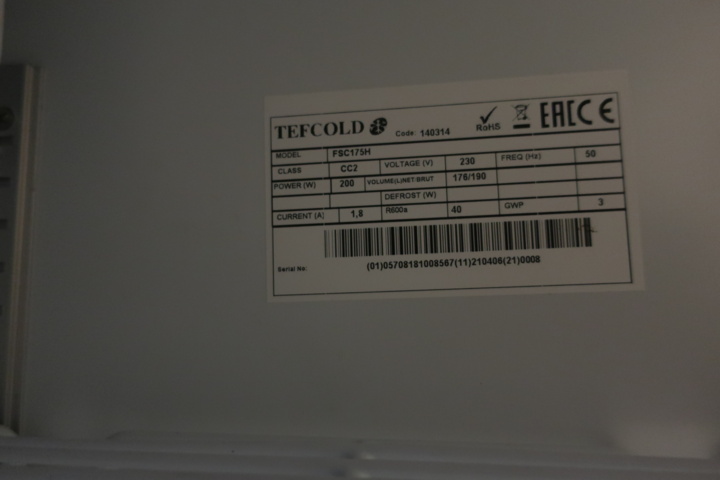 TEFCOLD Code: 140314 RoHS EAC CE
MODEL FSC175H
CLASS CC2 VOLTAGE (V) 230 FREQ (Hz) 50
POWER (W) 200 VOLUME(L)NET/BRUT 176/190
DEFROST (W)
CURRENT (A) 1,8 R600a 40 GWP 3
Serial No: (01)05708181008567(11)210406(21)0008